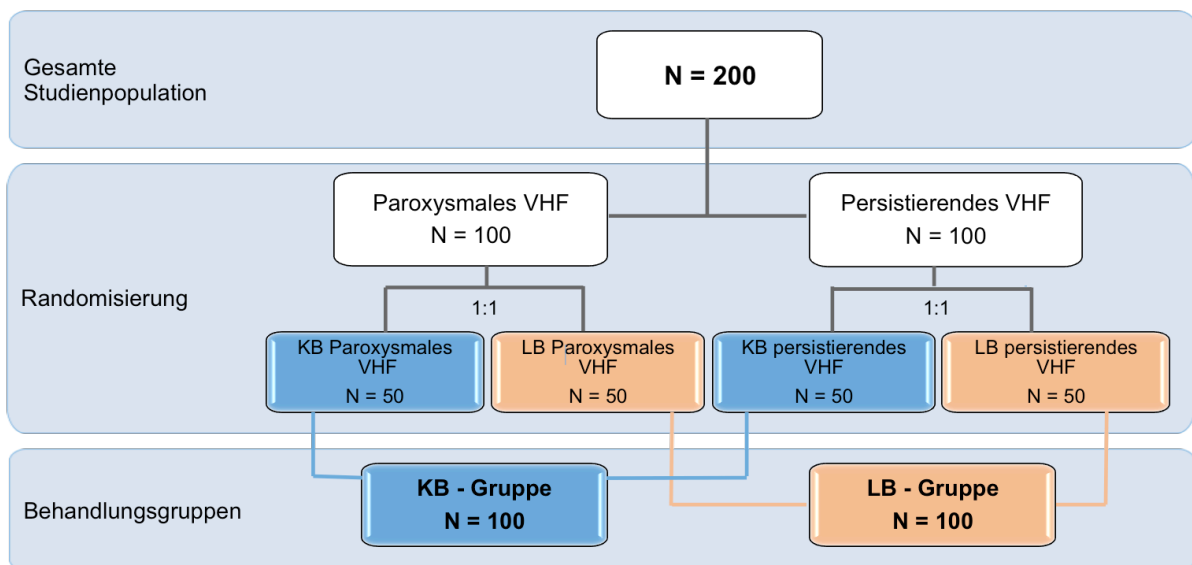 Gesamte
Studienpopulation
N = 200
Paroxysmales VHF
N = 100
Persistierendes VHF
N = 100
Randomisierung
1:1
1:1
KB Paroxysmales
VHF
N = 50
LB Paroxysmales
VHF
N = 50
KB persistierendes
VHF
N = 50
LB persistierendes
VHF
N = 50
Behandlungsgruppen
KB - Gruppe
N = 100
LB - Gruppe
N = 100